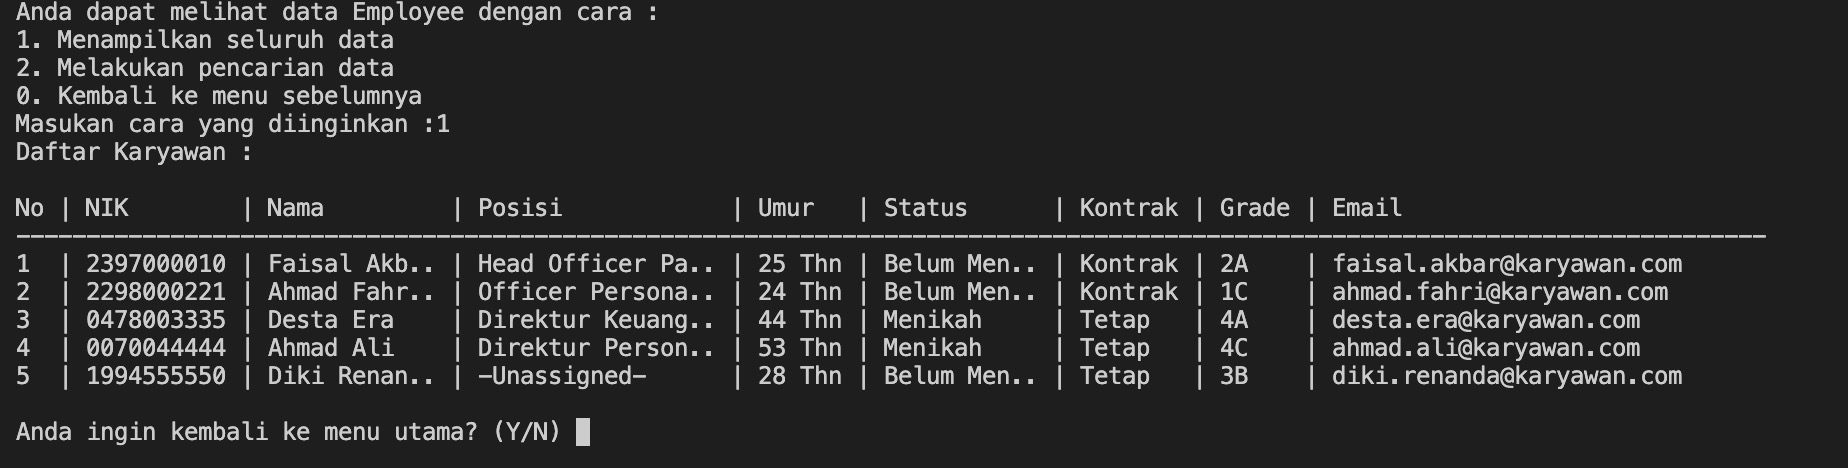 Anda dapat melihat data Employee dengan cara :
1. Menampilkan seluruh data
2. Melakukan pencarian data
0. Kembali ke menu sebelumnya
Masukan cara yang diinginkan :1
Daftar Karyawan :
No | NIK | Nama | Posisi | Umur | Status | Kontrak | Grade | Email
1 | 2397000010 | Faisal Akb.. | Head Officer Pa.. | 25 Thn | Belum Men.. | Kontrak | 2A | faisal.akbar@karyawan.com
2 | 2298000221 | Ahmad Fahr.. | Officer Persona.. | 24 Thn | Belum Men.. | Kontrak | 1C | ahmad.fahri@karyawan.com
3 | 0478003335 | Desta Era | Direktur Keuang.. | 44 Thn | Menikah | Tetap | 4A | desta.era@karyawan.com
4 | 0070044444 | Ahmad Ali | Direktur Person.. | 53 Thn | Menikah | Tetap | 4C | ahmad.ali@karyawan.com
5 | 1994555550 | Diki Renan.. | -Unassigned- | 28 Thn | Belum Men.. | Tetap | 3B | diki.renanda@karyawan.com
Anda ingin kembali ke menu utama? (Y/N)